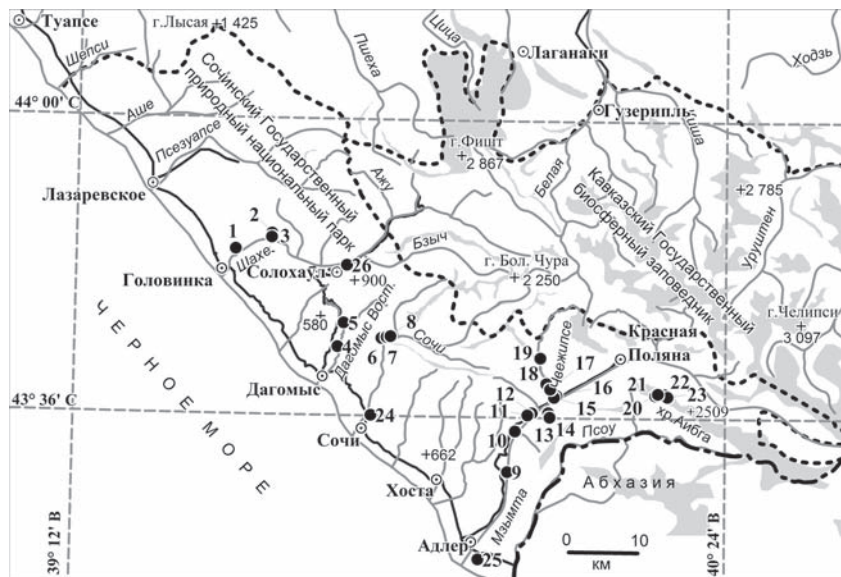 Туапсе
г.Лысая +1 425
Шепси
Пшеха
Цица
Лаганаки
Ходзь
44° 00' С
Аше
Псезуапсе
Сочинский Государственный
природный национальный парк
Гузерипль
Киша
г.Фишт
+
2 867
Белая
Лазаревское
Ажу
Кавказский Государственный
биосферный заповедник
+2 785
Уруштен
1
2
3
Шахе
Бзыч
г. Бол. Чура
+
2 250
Головинка
Солохаул
26
+900
г.Челипси
+
3 097
ЧЕРНОЕ МОРЕ
580
+
5
4
Дагомыс Вост.
6
7
8
Сочи
19
18
Чвежипсе
17
16
Красная
Поляна
Дагомыс
21
22
23
43° 36' С
24
12
11
10
15
13
14
20
+2509
хр.Аибга
Сочи
Псоу
+662
9
Хоста
Абхазия
Мзымта
Адлер
25
0
10
км
39° 12' В
40° 24' В